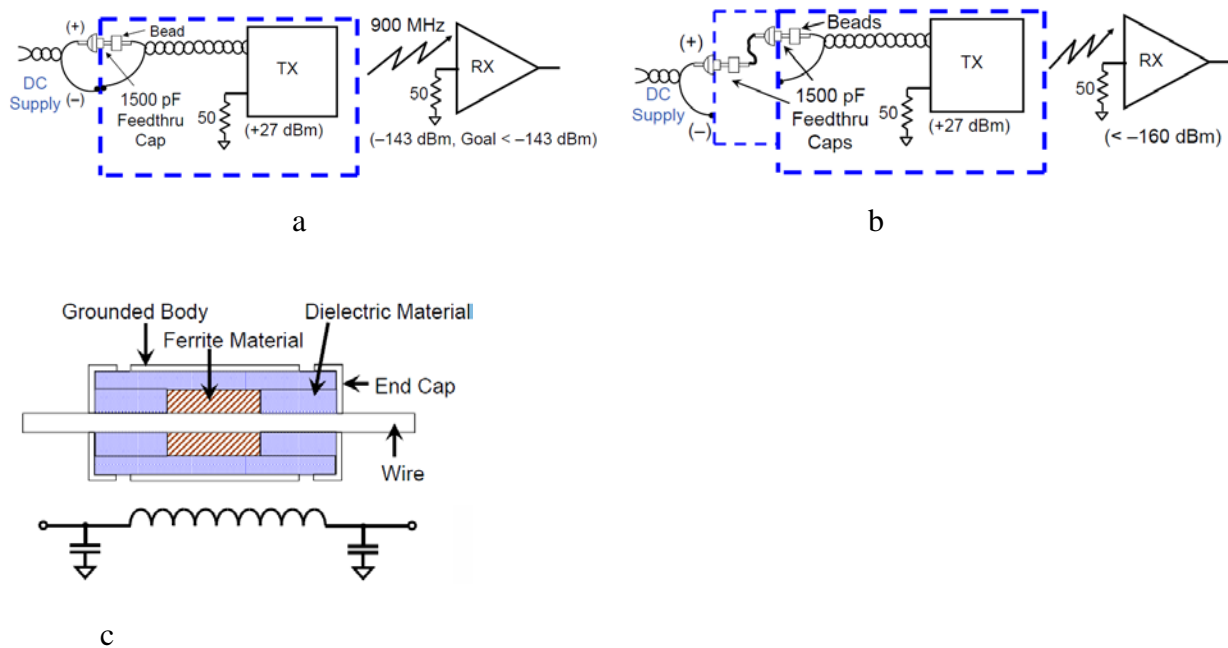 (+)
Bead
DC
Supply
(–)
1500 pF
Feedthru
Cap
50
TX
(+27 dBm)
900 MHz
50
RX
(–143 dBm, Goal < –143 dBm)
a
(+)
Beads
DC
Supply
(–)
1500 pF
Feedthru
Caps
50
TX
(+27 dBm)
50
RX
(< –160 dBm)
b
Grounded Body
Ferrite Material
Dielectric Material
End Cap
Wire
c